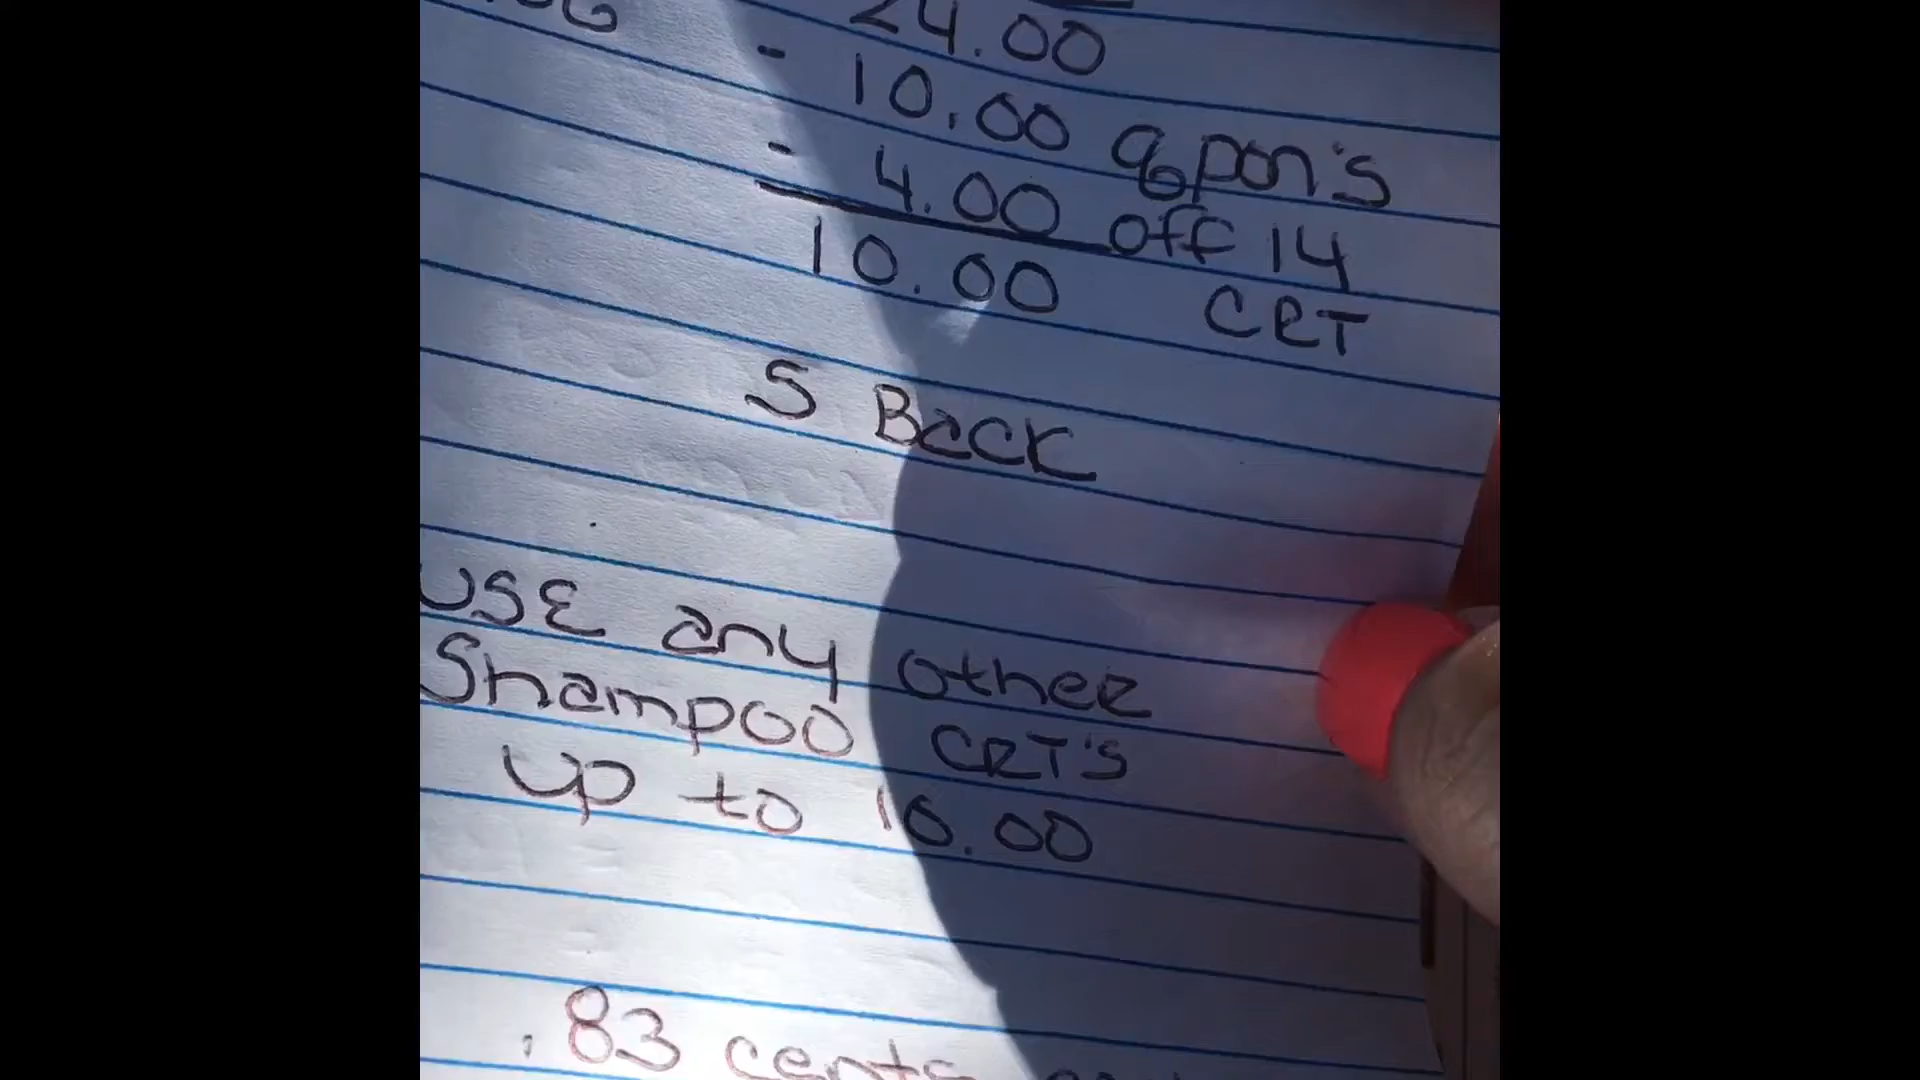 24.00
- 10.00 qpon's
- 4.00 off 14
10.00 CRT
5 Back
USE any other
Shampoo CRT'S
up to 10.00
.83 cents